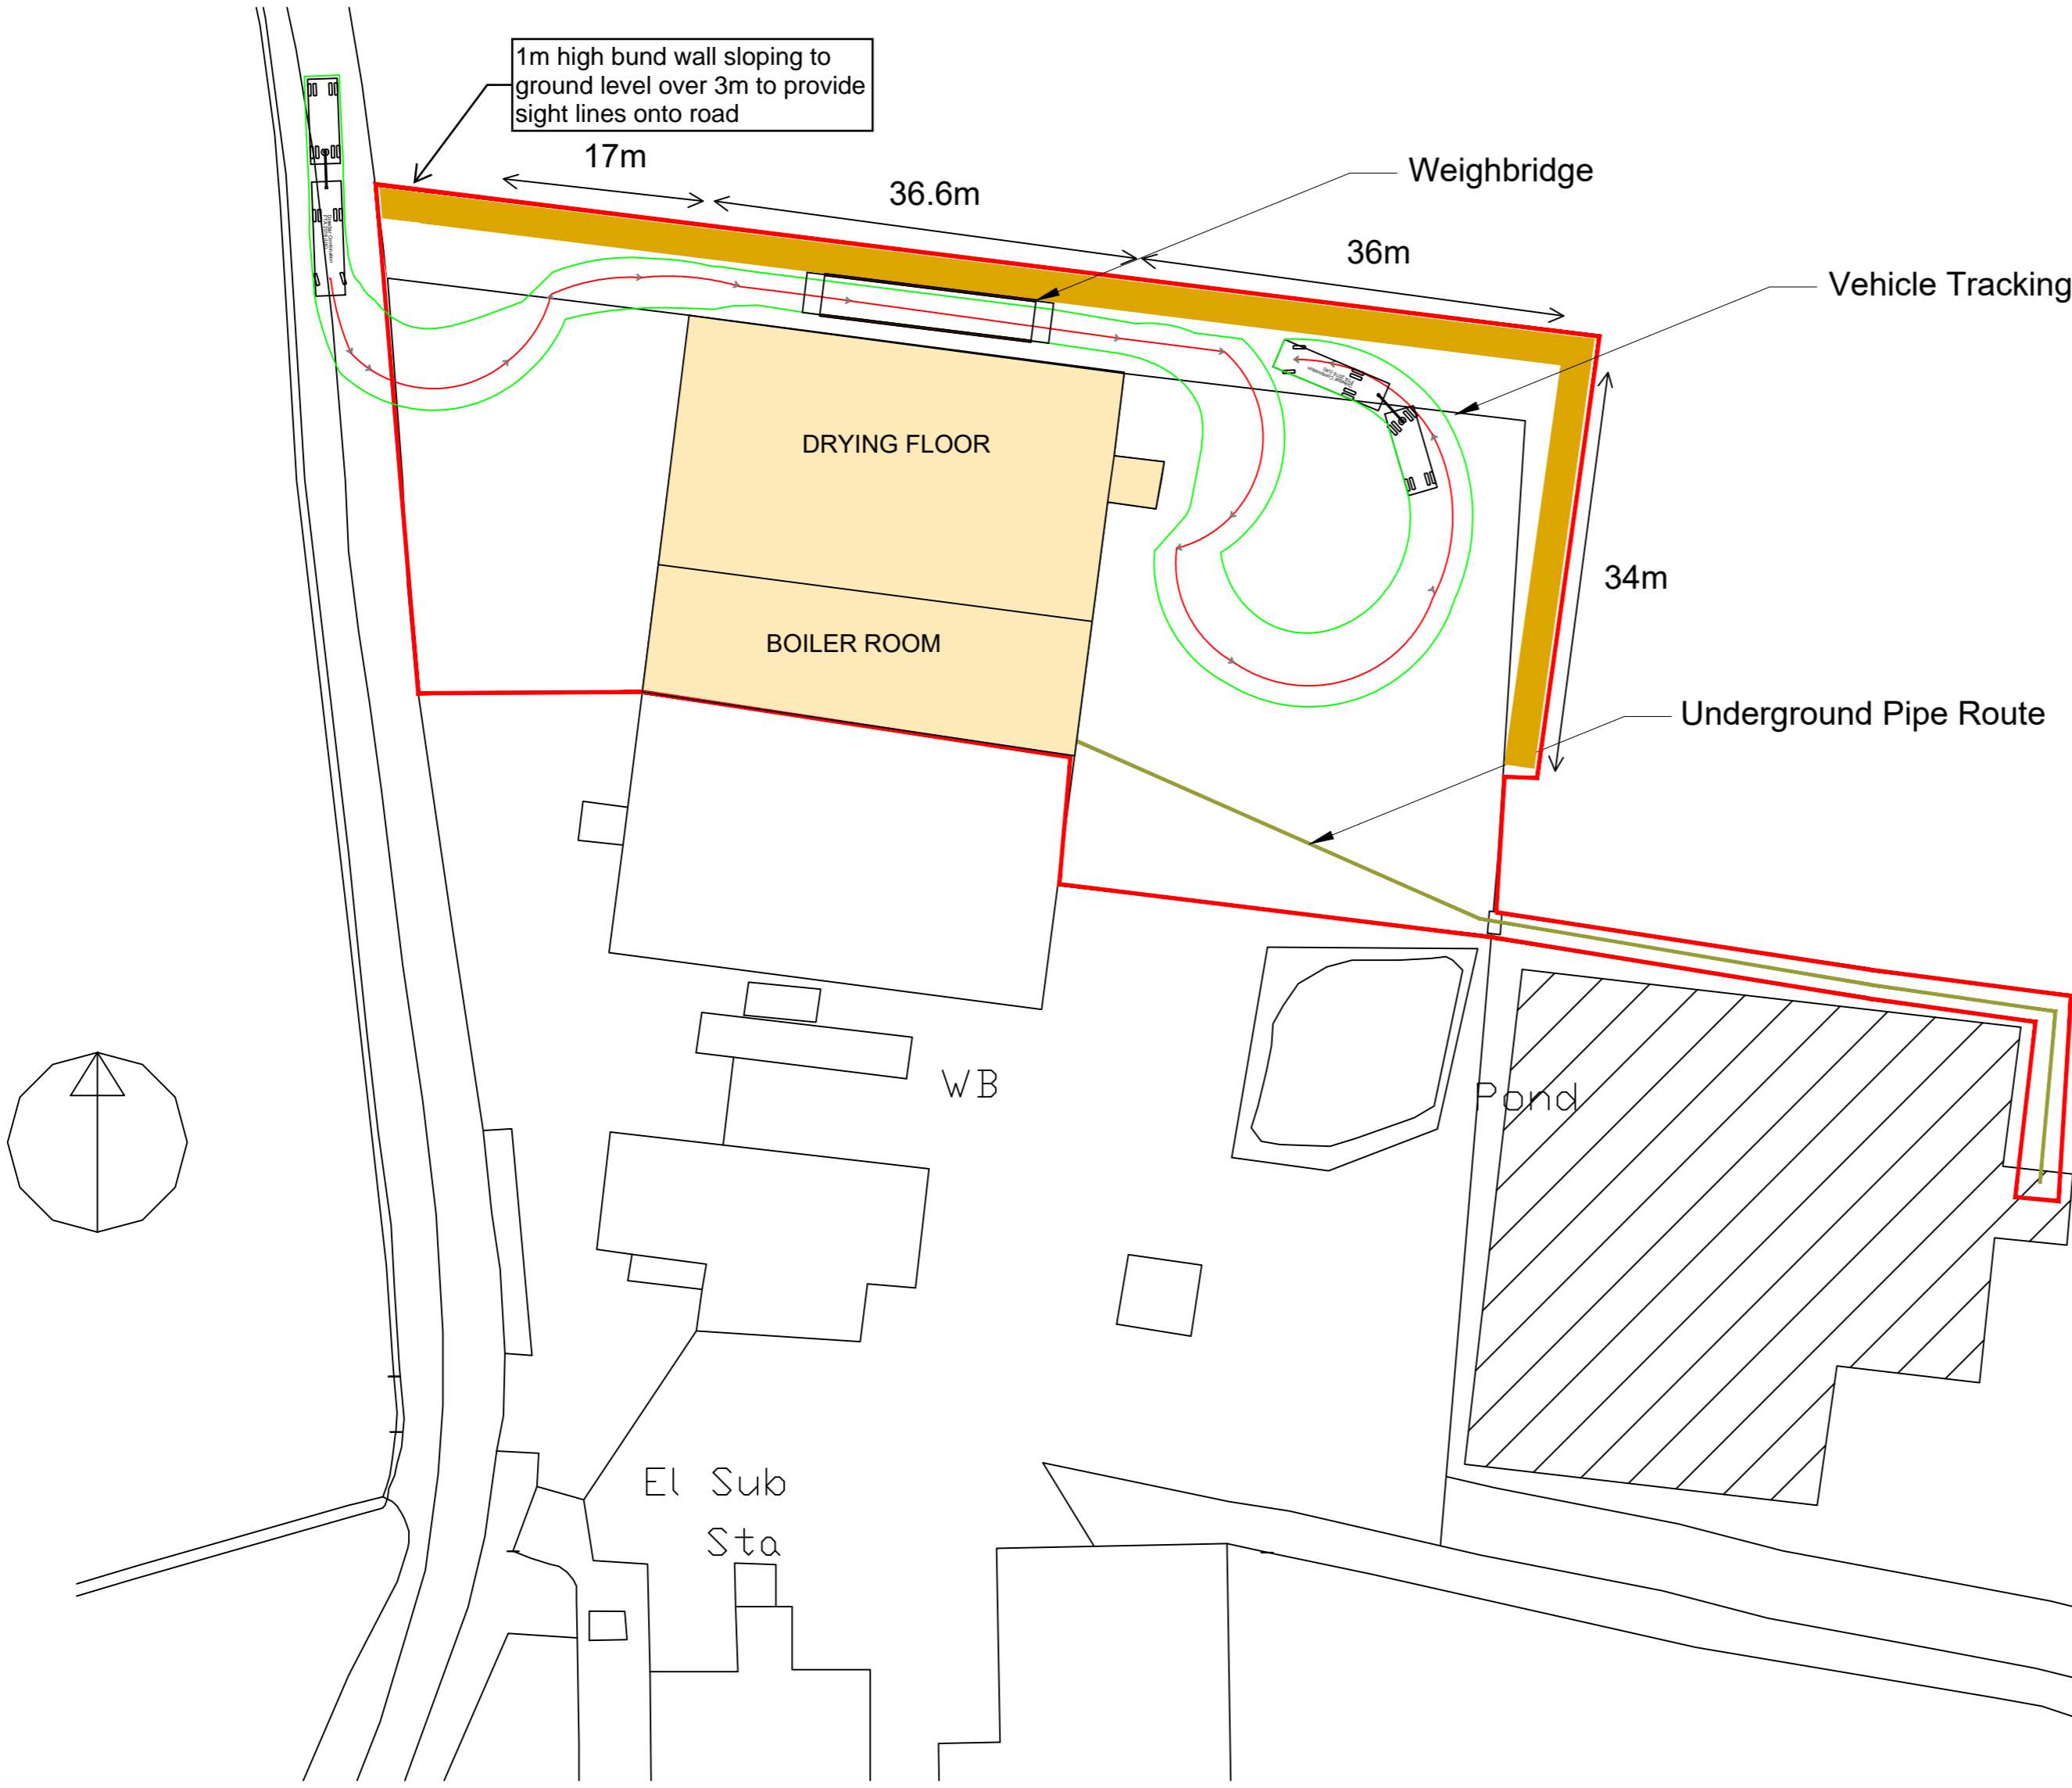 1m high bund wall sloping to
ground level over 3m to provide
sight lines onto road
17m
36.6m
Weighbridge
36m
Vehicle Tracking
DRYING FLOOR
34m
BOILER ROOM
Underground Pipe Route
WB
Pond
El Sub
Sta